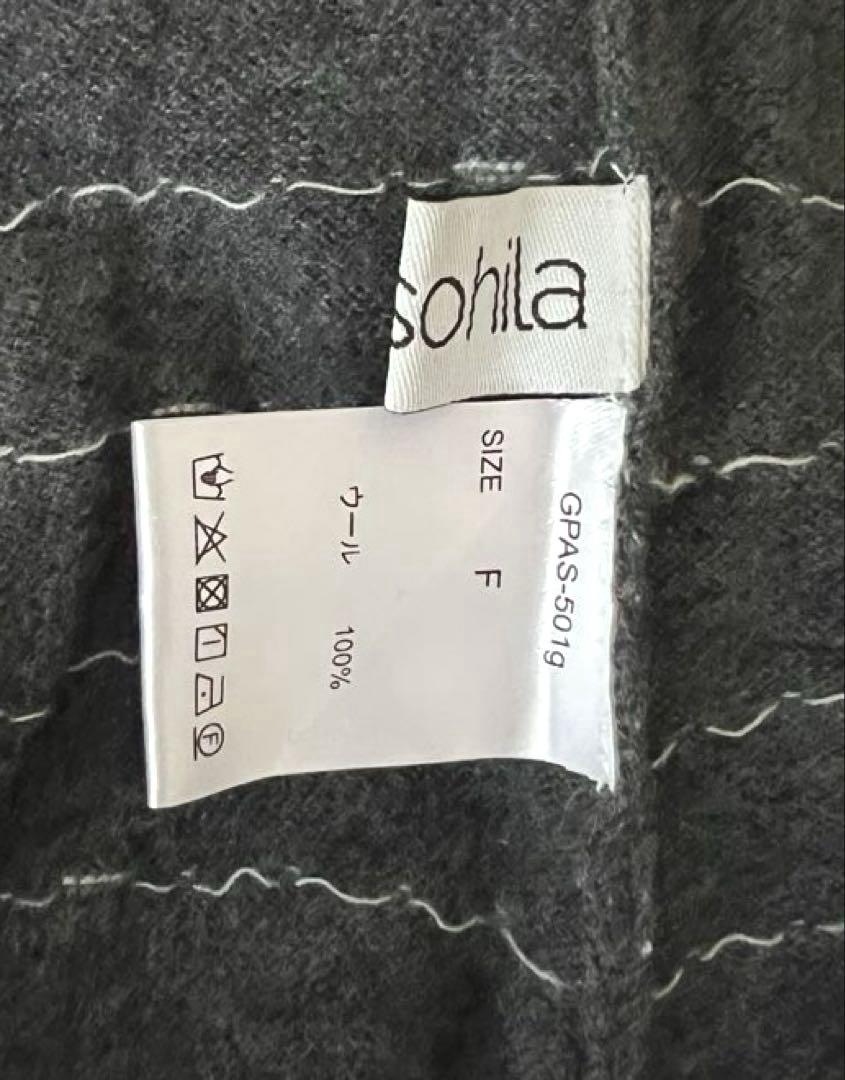 sohila
GPAS-501g
SIZE F
ウール 100%